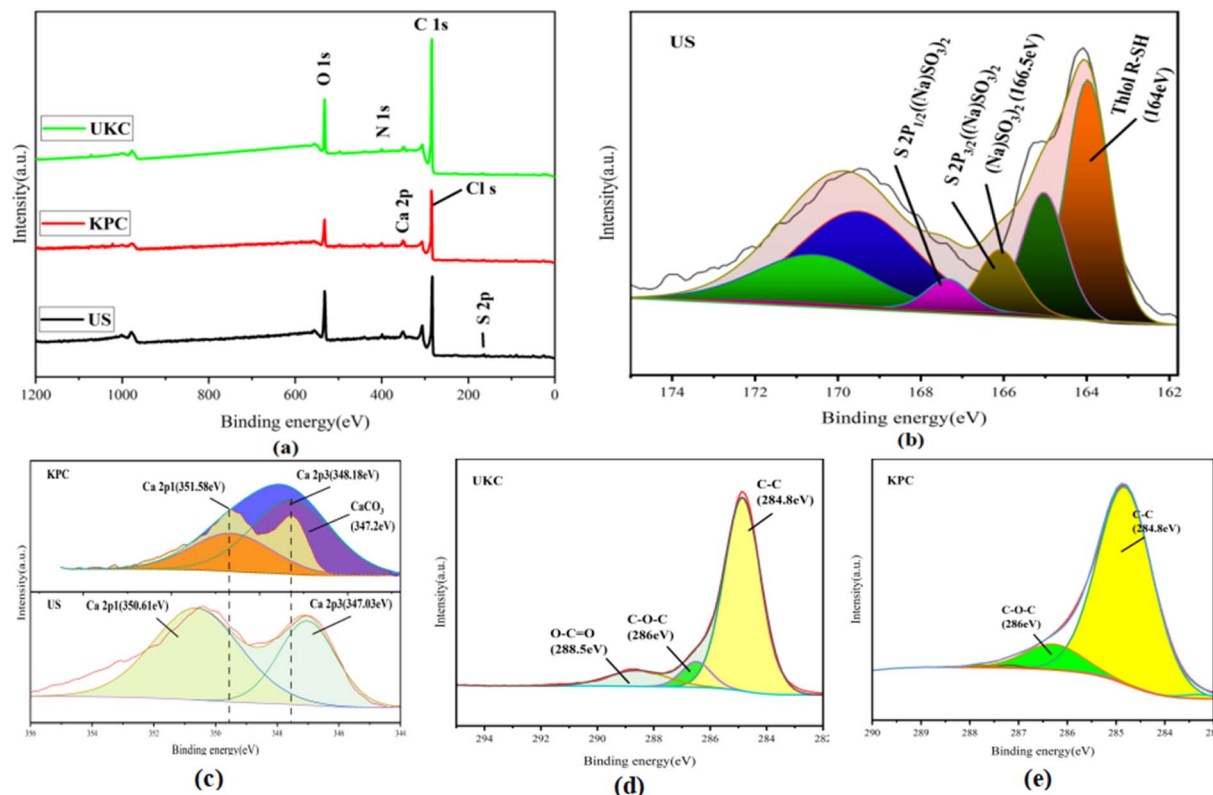 C 1s
O 1s
N 1s
UKC
Cl s
KPC
Ca 2p
US
S 2p
Intensity(a.u.)
1200 1000 800 600 400 200 0
Binding energy(eV)
(a)
US
S 2P1/2((Na)SO3)2
S 2P3/2((Na)SO3)2
(Na)SO3)2 (166.5eV)
Thlol R-SH
(164eV)
Intensity(a.u.)
174 172 170 168 166 164 162
Binding energy(eV)
(b)
KPC
Ca 2p1(351.58eV)
Ca 2p3(348.18eV)
CaCO3
(347.2eV)
US
Ca 2p1(350.61eV)
Ca 2p3(347.03eV)
Intensity(a.u.)
356 354 352 350 348 346 344
Binding energy(eV)
(c)
UKC
C-C
(284.8eV)
C-O-C
(286eV)
O-C=O
(288.5eV)
Intensity(a.u.)
294 292 290 288 286 284 282
Binding energy(eV)
(d)
KPC
C-C
(284.8eV)
C-O-C
(286eV)
Intensity(a.u.)
290 289 288 287 286 285 284
Binding energy(eV)
(e)